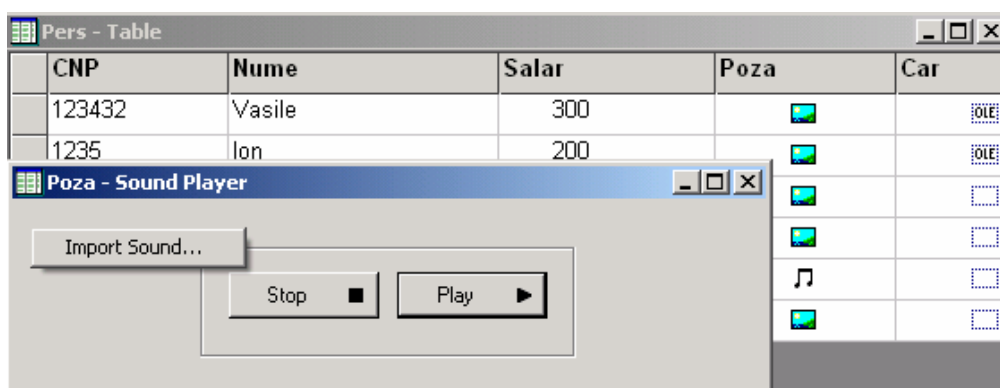 Pers - Table
CNP Nume Salar Poza Car
123432 Vasile 300 OLE
1235 Ion 200 OLE
Poza - Sound Player
Import Sound...
Stop Play